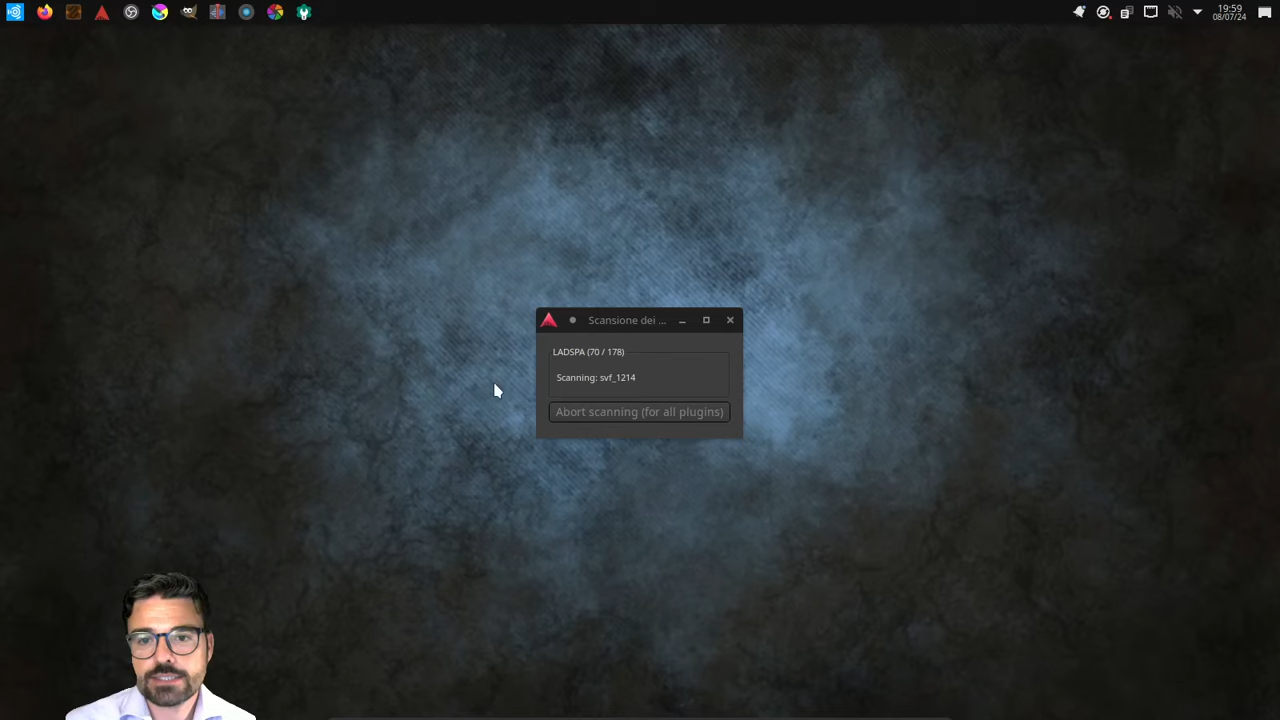 19:59
08/07/24
Scansione dei ...
LADSPA (70 / 178)
Scanning: svf_1214
Abort scanning (for all plugins)